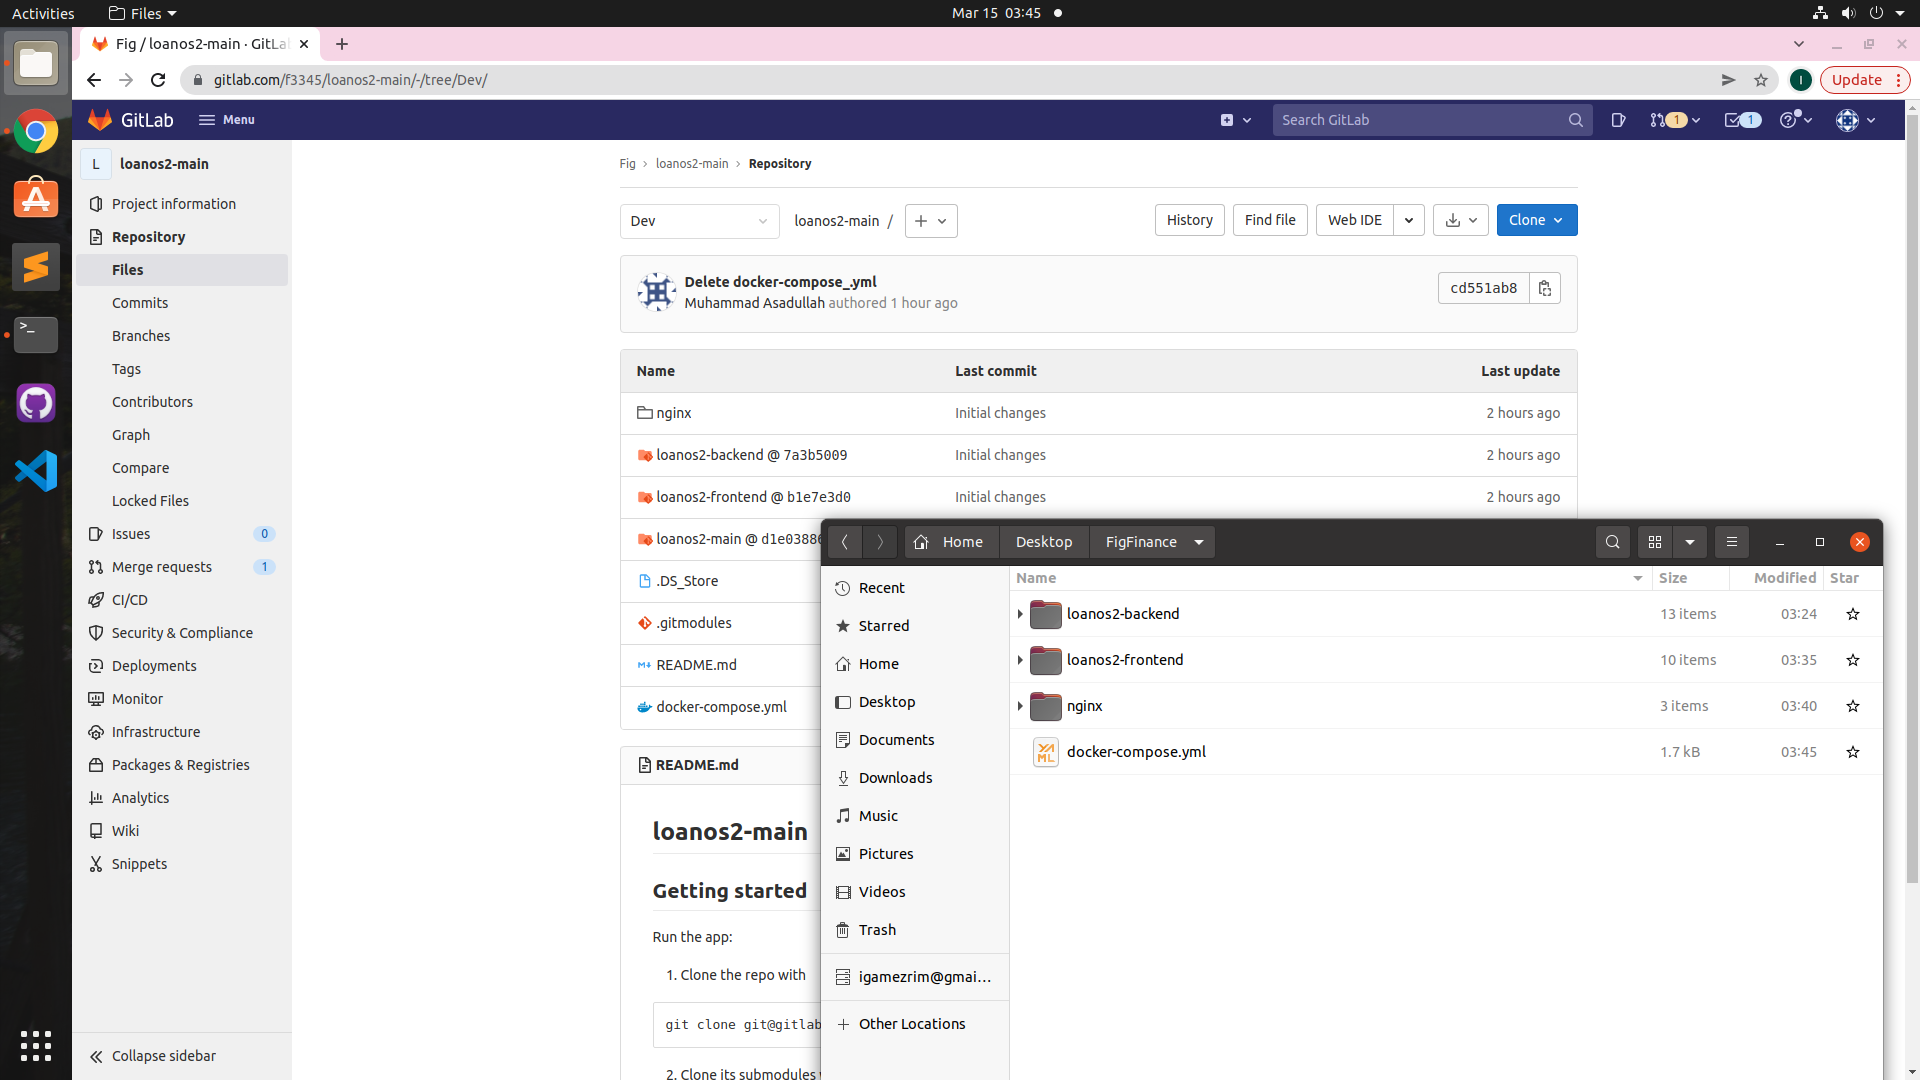 Activities
Files
Mar 15 03:45
Fig / loanos2-main · GitLa
gitlab.com/f3345/loanos2-main/-/tree/Dev/
I
Update
GitLab
Menu
Search GitLab
1
1
L
loanos2-main
Project information
Repository
Files
Commits
Branches
Tags
Contributors
Graph
Compare
Locked Files
Issues
0
Merge requests
1
CI/CD
Security & Compliance
Deployments
Monitor
Infrastructure
Packages & Registries
Analytics
Wiki
Snippets
Collapse sidebar
Fig › loanos2-main › Repository
Dev
loanos2-main /
History
Find file
Web IDE
Clone
Delete docker-compose_.yml
Muhammad Asadullah authored 1 hour ago
cd551ab8
Name Last commit Last update
nginx Initial changes 2 hours ago
loanos2-backend @ 7a3b5009 Initial changes 2 hours ago
loanos2-frontend @ b1e7e3d0 Initial changes 2 hours ago
loanos2-main @ d1e03886
.DS_Store
.gitmodules
README.md
docker-compose.yml
README.md
loanos2-main
Getting started
Run the app:
1. Clone the repo with
git clone git@gitlab
2. Clone its submodules
Home
Desktop
FigFinance
Recent
Starred
Home
Desktop
Documents
Downloads
Music
Pictures
Videos
Trash
igamezrim@gmai...
Other Locations
Name Size Modified Star
loanos2-backend 13 items 03:24
loanos2-frontend 10 items 03:35
nginx 3 items 03:40
YAML docker-compose.yml 1.7 kB 03:45